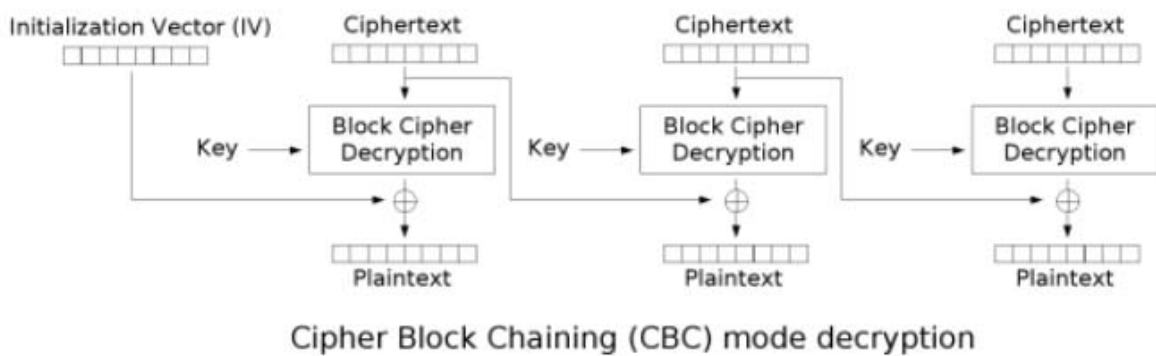 Initialization Vector (IV)
Ciphertext
Ciphertext
Ciphertext
Key
Block Cipher
Decryption
Key
Block Cipher
Decryption
Key
Block Cipher
Decryption
Plaintext
Plaintext
Plaintext
Cipher Block Chaining (CBC) mode decryption